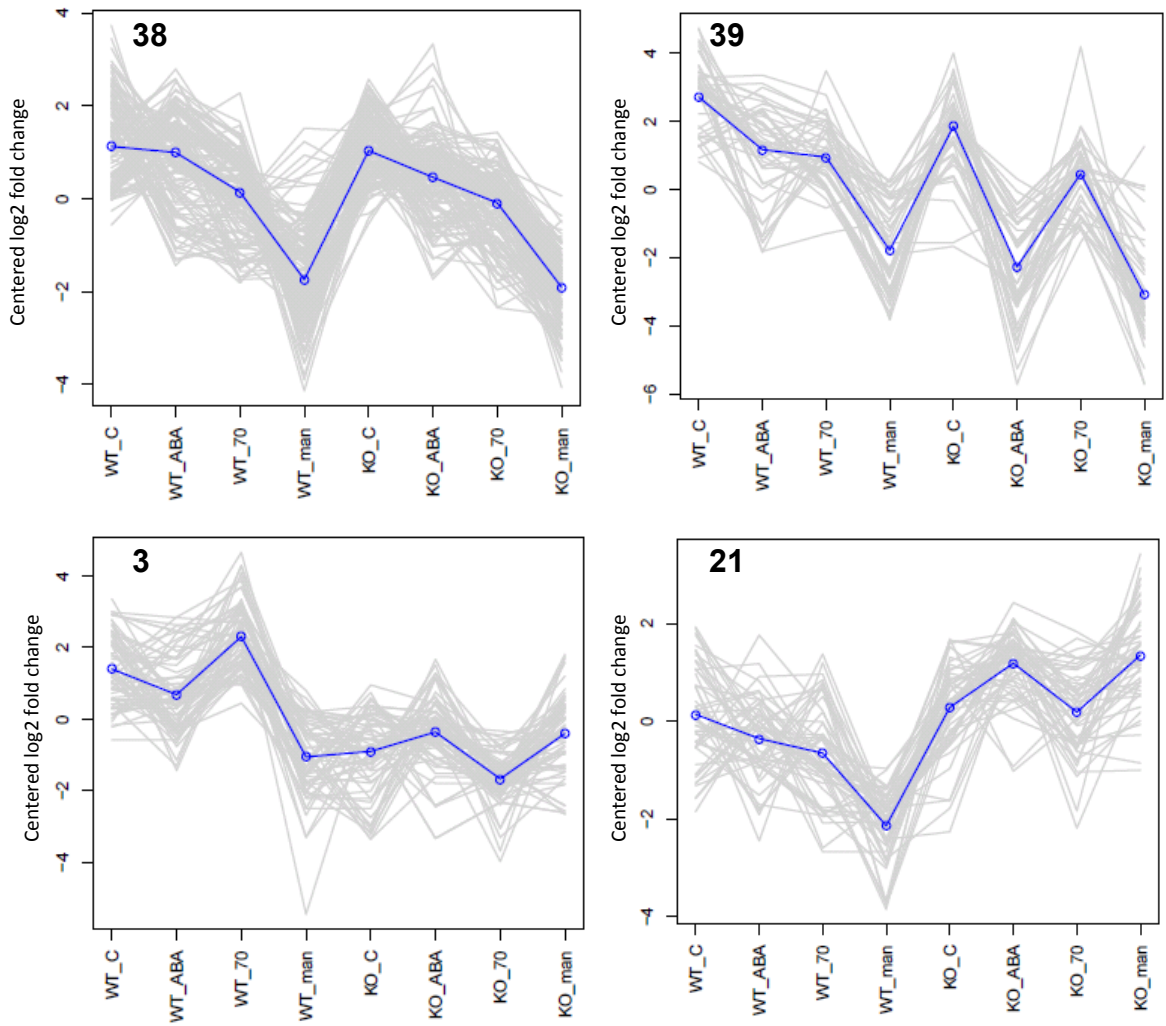 38
Centered log2 fold change
4
2
0
−2
−4
WT_C
WT_ABA
WT_70
WT_man
KO_C
KO_ABA
KO_70
KO_man
39
Centered log2 fold change
4
2
0
−2
−4
−6
WT_C
WT_ABA
WT_70
WT_man
KO_C
KO_ABA
KO_70
KO_man
3
Centered log2 fold change
4
2
0
−2
−4
WT_C
WT_ABA
WT_70
WT_man
KO_C
KO_ABA
KO_70
KO_man
21
Centered log2 fold change
2
0
−2
−4
WT_C
WT_ABA
WT_70
WT_man
KO_C
KO_ABA
KO_70
KO_man